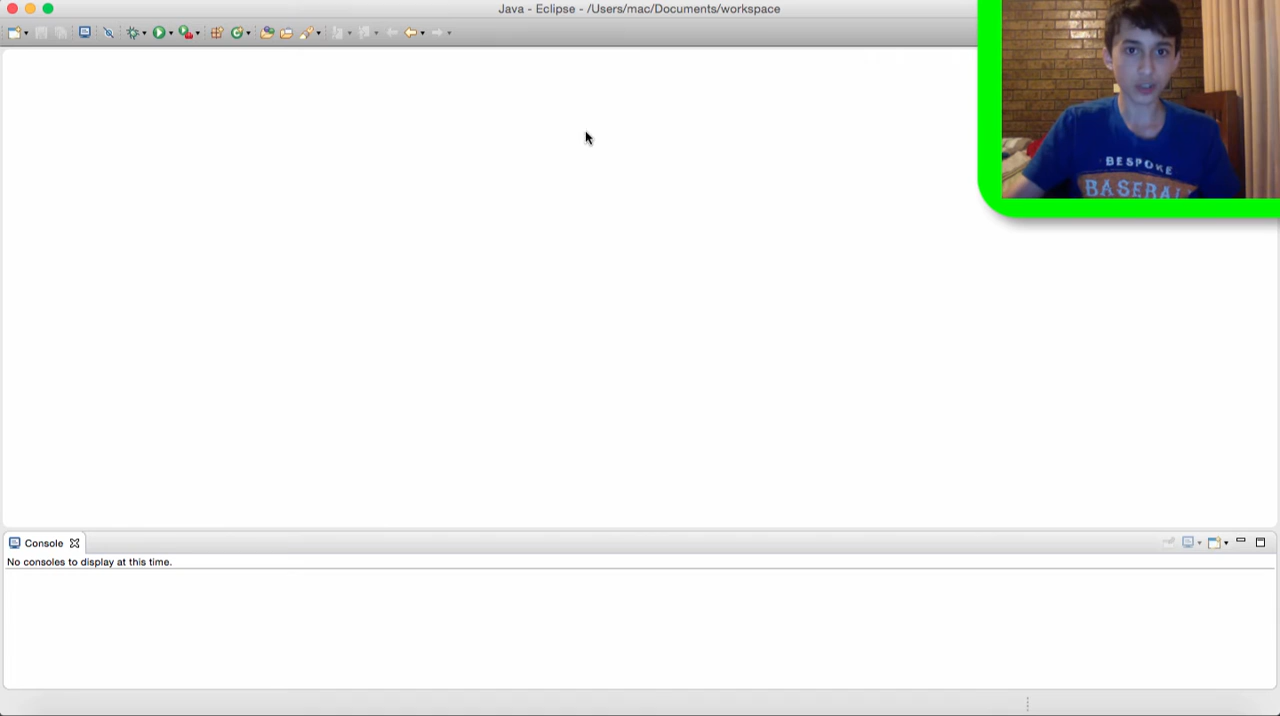 Java - Eclipse - /Users/mac/Documents/workspace
BESPOKE
BASEBAL
Console
No consoles to display at this time.